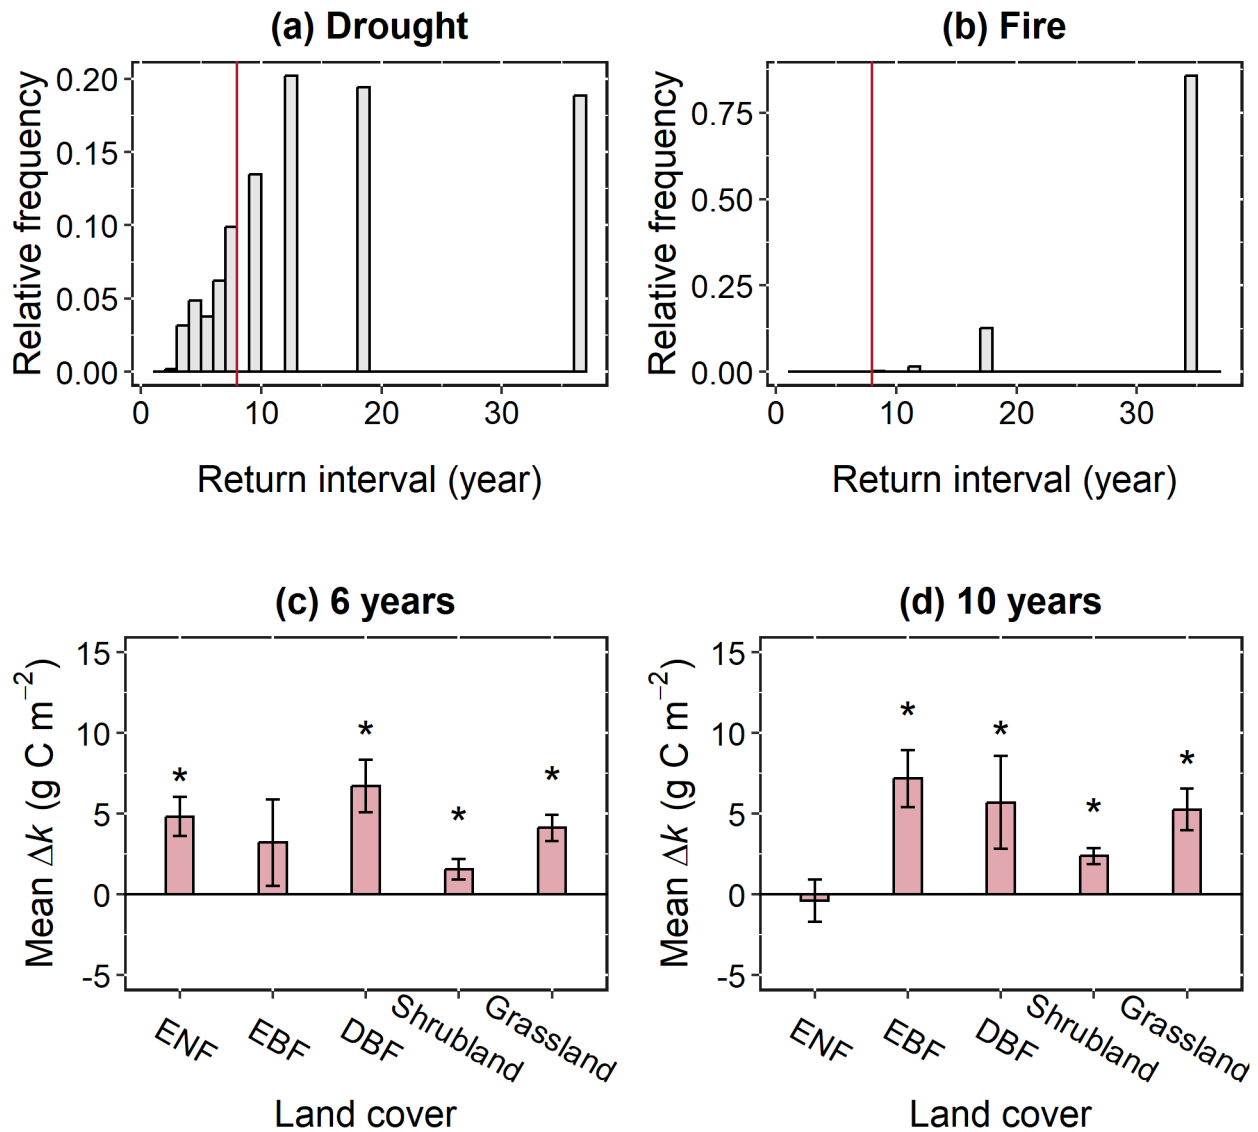 (a) Drought
Relative frequency
0.20
0.15
0.10
0.05
0.00
0 10 20 30
Return interval (year)
(b) Fire
Relative frequency
0.75
0.50
0.25
0.00
0 10 20 30
Return interval (year)
(c) 6 years
Mean Δk (g C m⁻²)
15
10
5
0
-5
* * * *
ENF EBF DBF Shrubland Grassland
Land cover
(d) 10 years
Mean Δk (g C m⁻²)
15
10
5
0
-5
* * * *
ENF EBF DBF Shrubland Grassland
Land cover